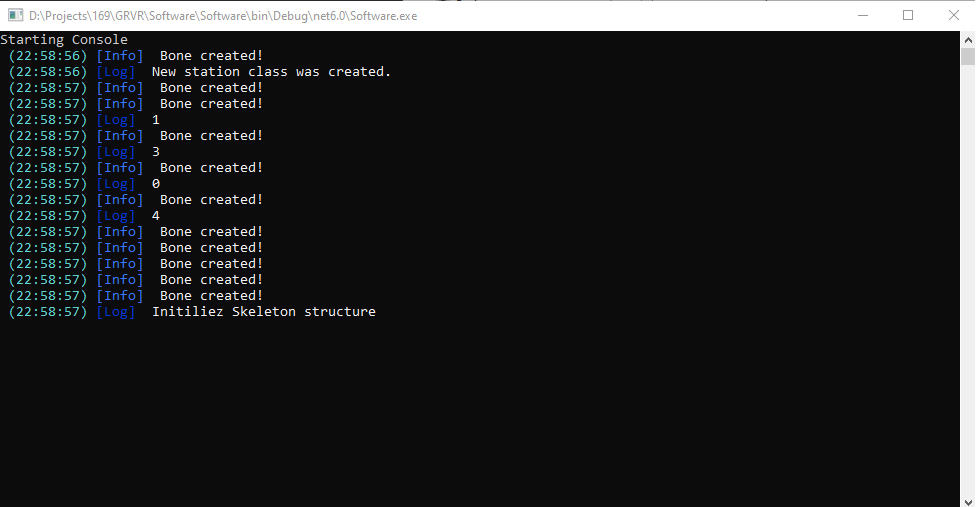 D:\Projects\169\GRVR\Software\Software\bin\Debug\net6.0\Software.exe
Starting Console
(22:58:56) [Info]  Bone created!
(22:58:56) [Log]  New station class was created.
(22:58:57) [Info]  Bone created!
(22:58:57) [Info]  Bone created!
(22:58:57) [Log]  1
(22:58:57) [Info]  Bone created!
(22:58:57) [Log]  3
(22:58:57) [Info]  Bone created!
(22:58:57) [Log]  0
(22:58:57) [Info]  Bone created!
(22:58:57) [Log]  4
(22:58:57) [Info]  Bone created!
(22:58:57) [Info]  Bone created!
(22:58:57) [Info]  Bone created!
(22:58:57) [Info]  Bone created!
(22:58:57) [Info]  Bone created!
(22:58:57) [Log]  Initiliez Skeleton structure